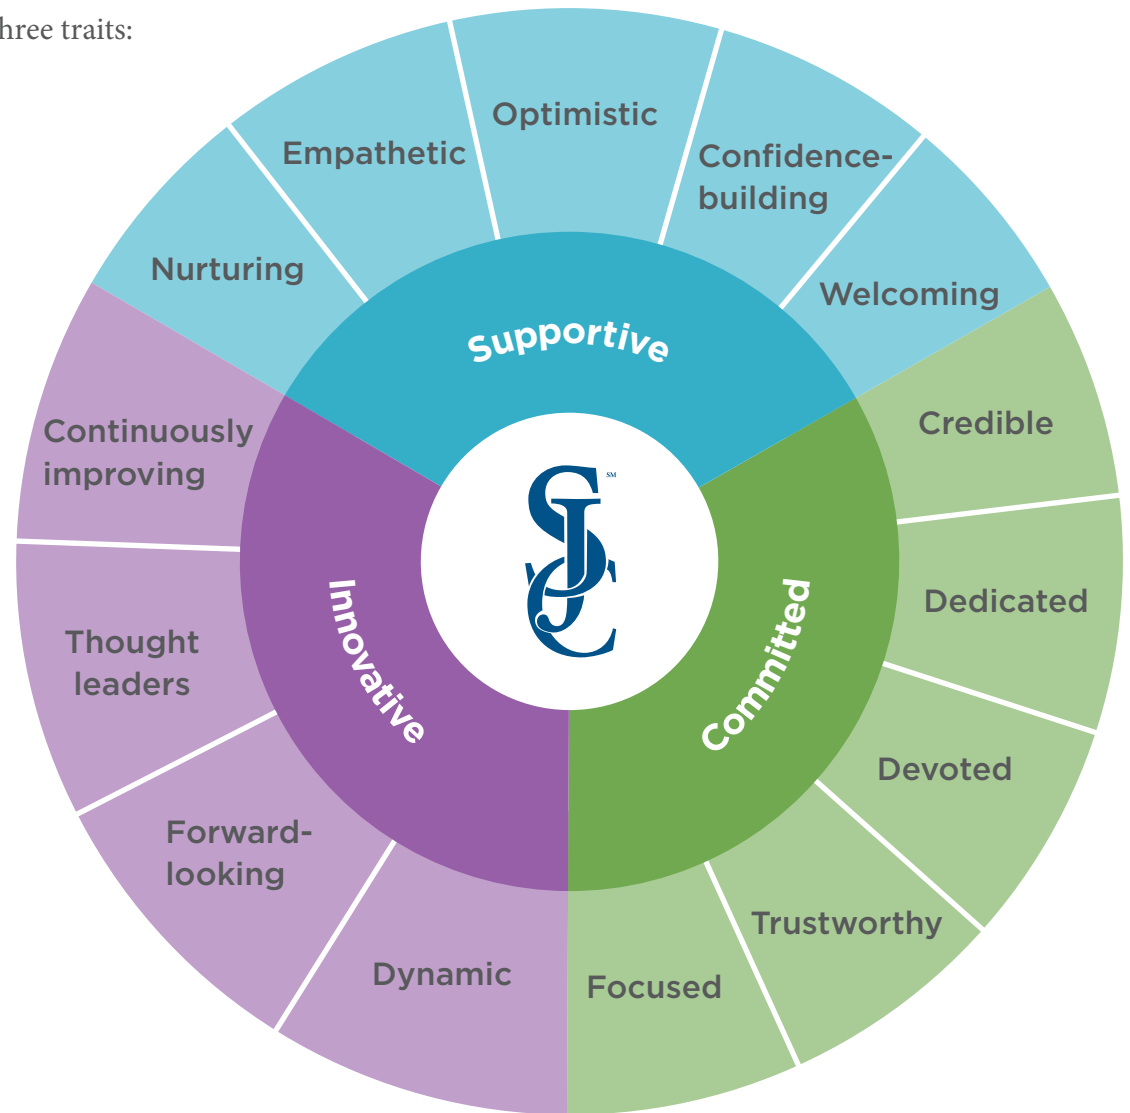 hree traits:
Optimistic
Empathetic
Confidence-
building
Nurturing
Welcoming
Supportive
Continuously
improving
Credible
SJC
SM
Innovative
Committed
Dedicated
Thought
leaders
Devoted
Forward-
looking
Trustworthy
Dynamic
Focused